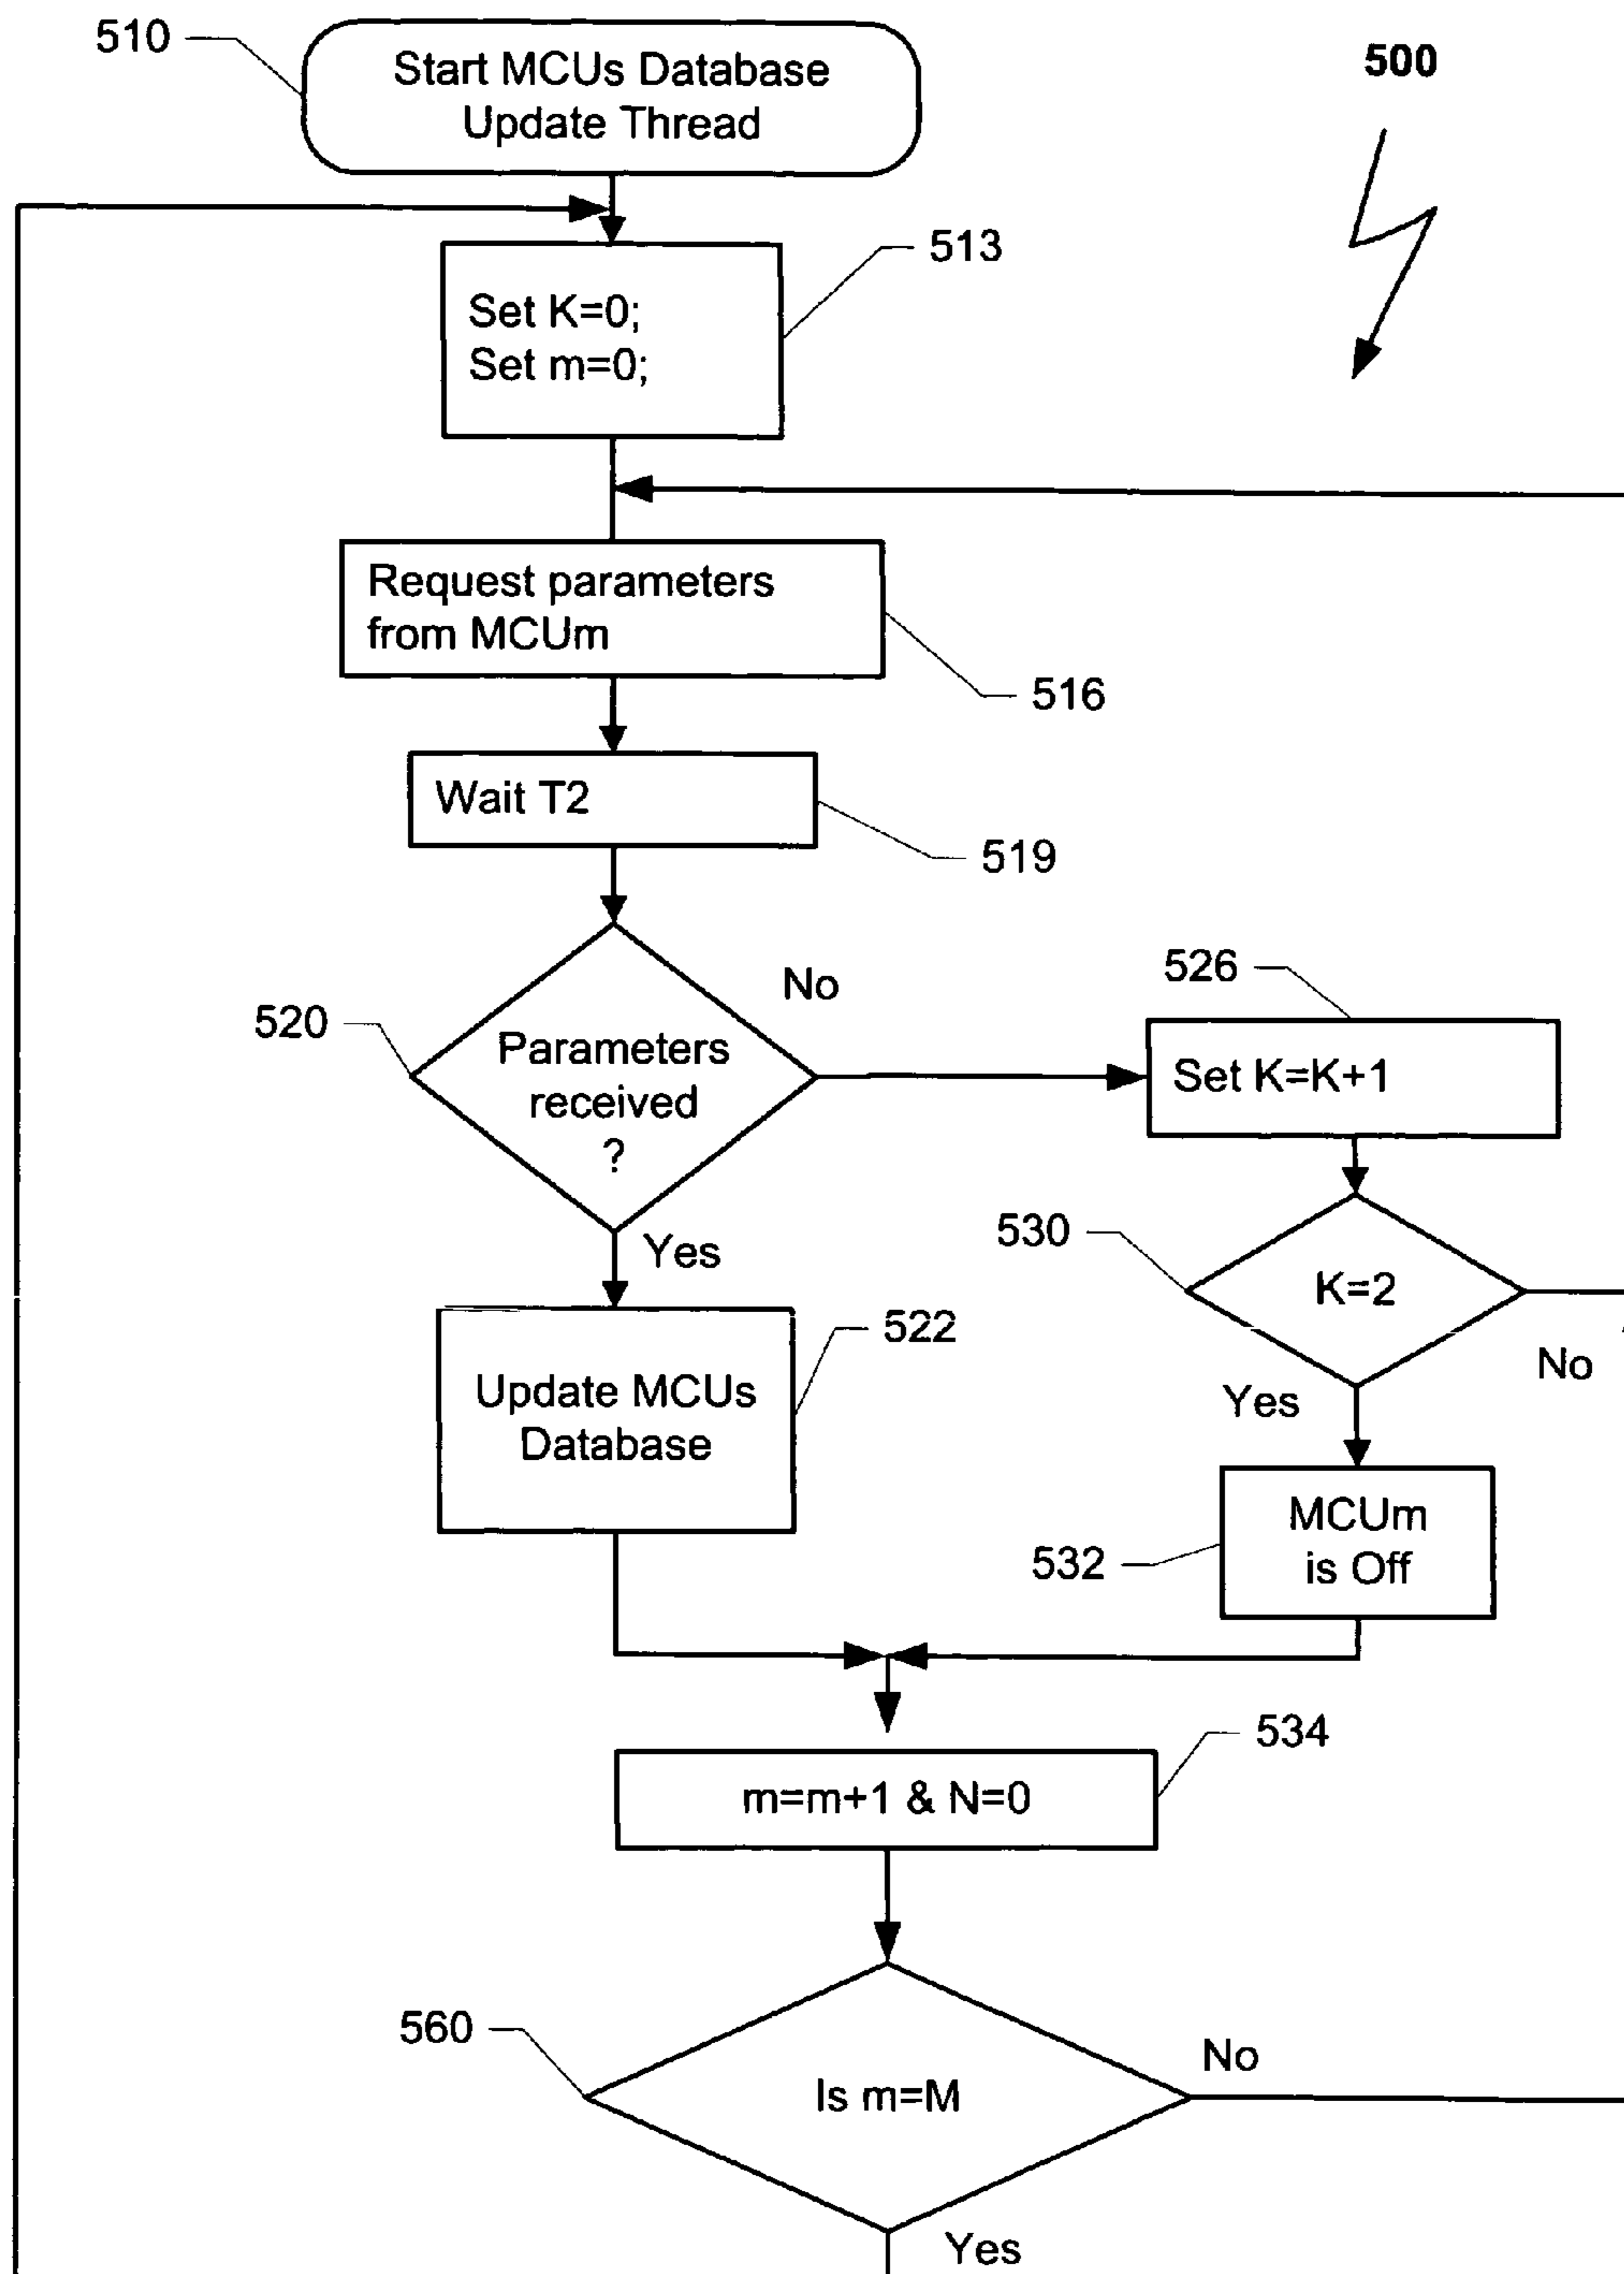 510
Start MCUs Database
Update Thread
500
513
Set K=0;
Set m=0;
Request parameters
from MCUm
516
Wait T2
519
No
526
520
Parameters
received
?
Set K=K+1
Yes
530
K=2
No
522
Update MCUs
Database
Yes
MCUm
is Off
532
534
m=m+1 & N=0
560
No
Is m=M
Yes